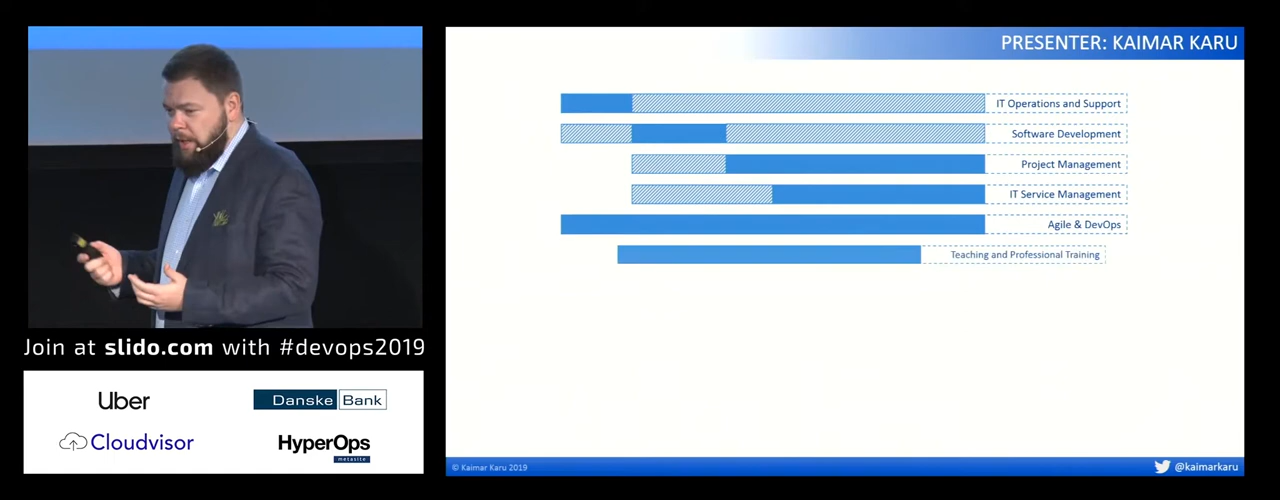 PRESENTER: KAIMAR KARU
IT Operations and Support
Software Development
Project Management
IT Service Management
Agile & DevOps
Teaching and Professional Training
Join at slido.com with #devops2019
Uber
Danske Bank
Cloudvisor
HyperOps
metasite
© Kaimar Karu 2019
@kaimarkaru